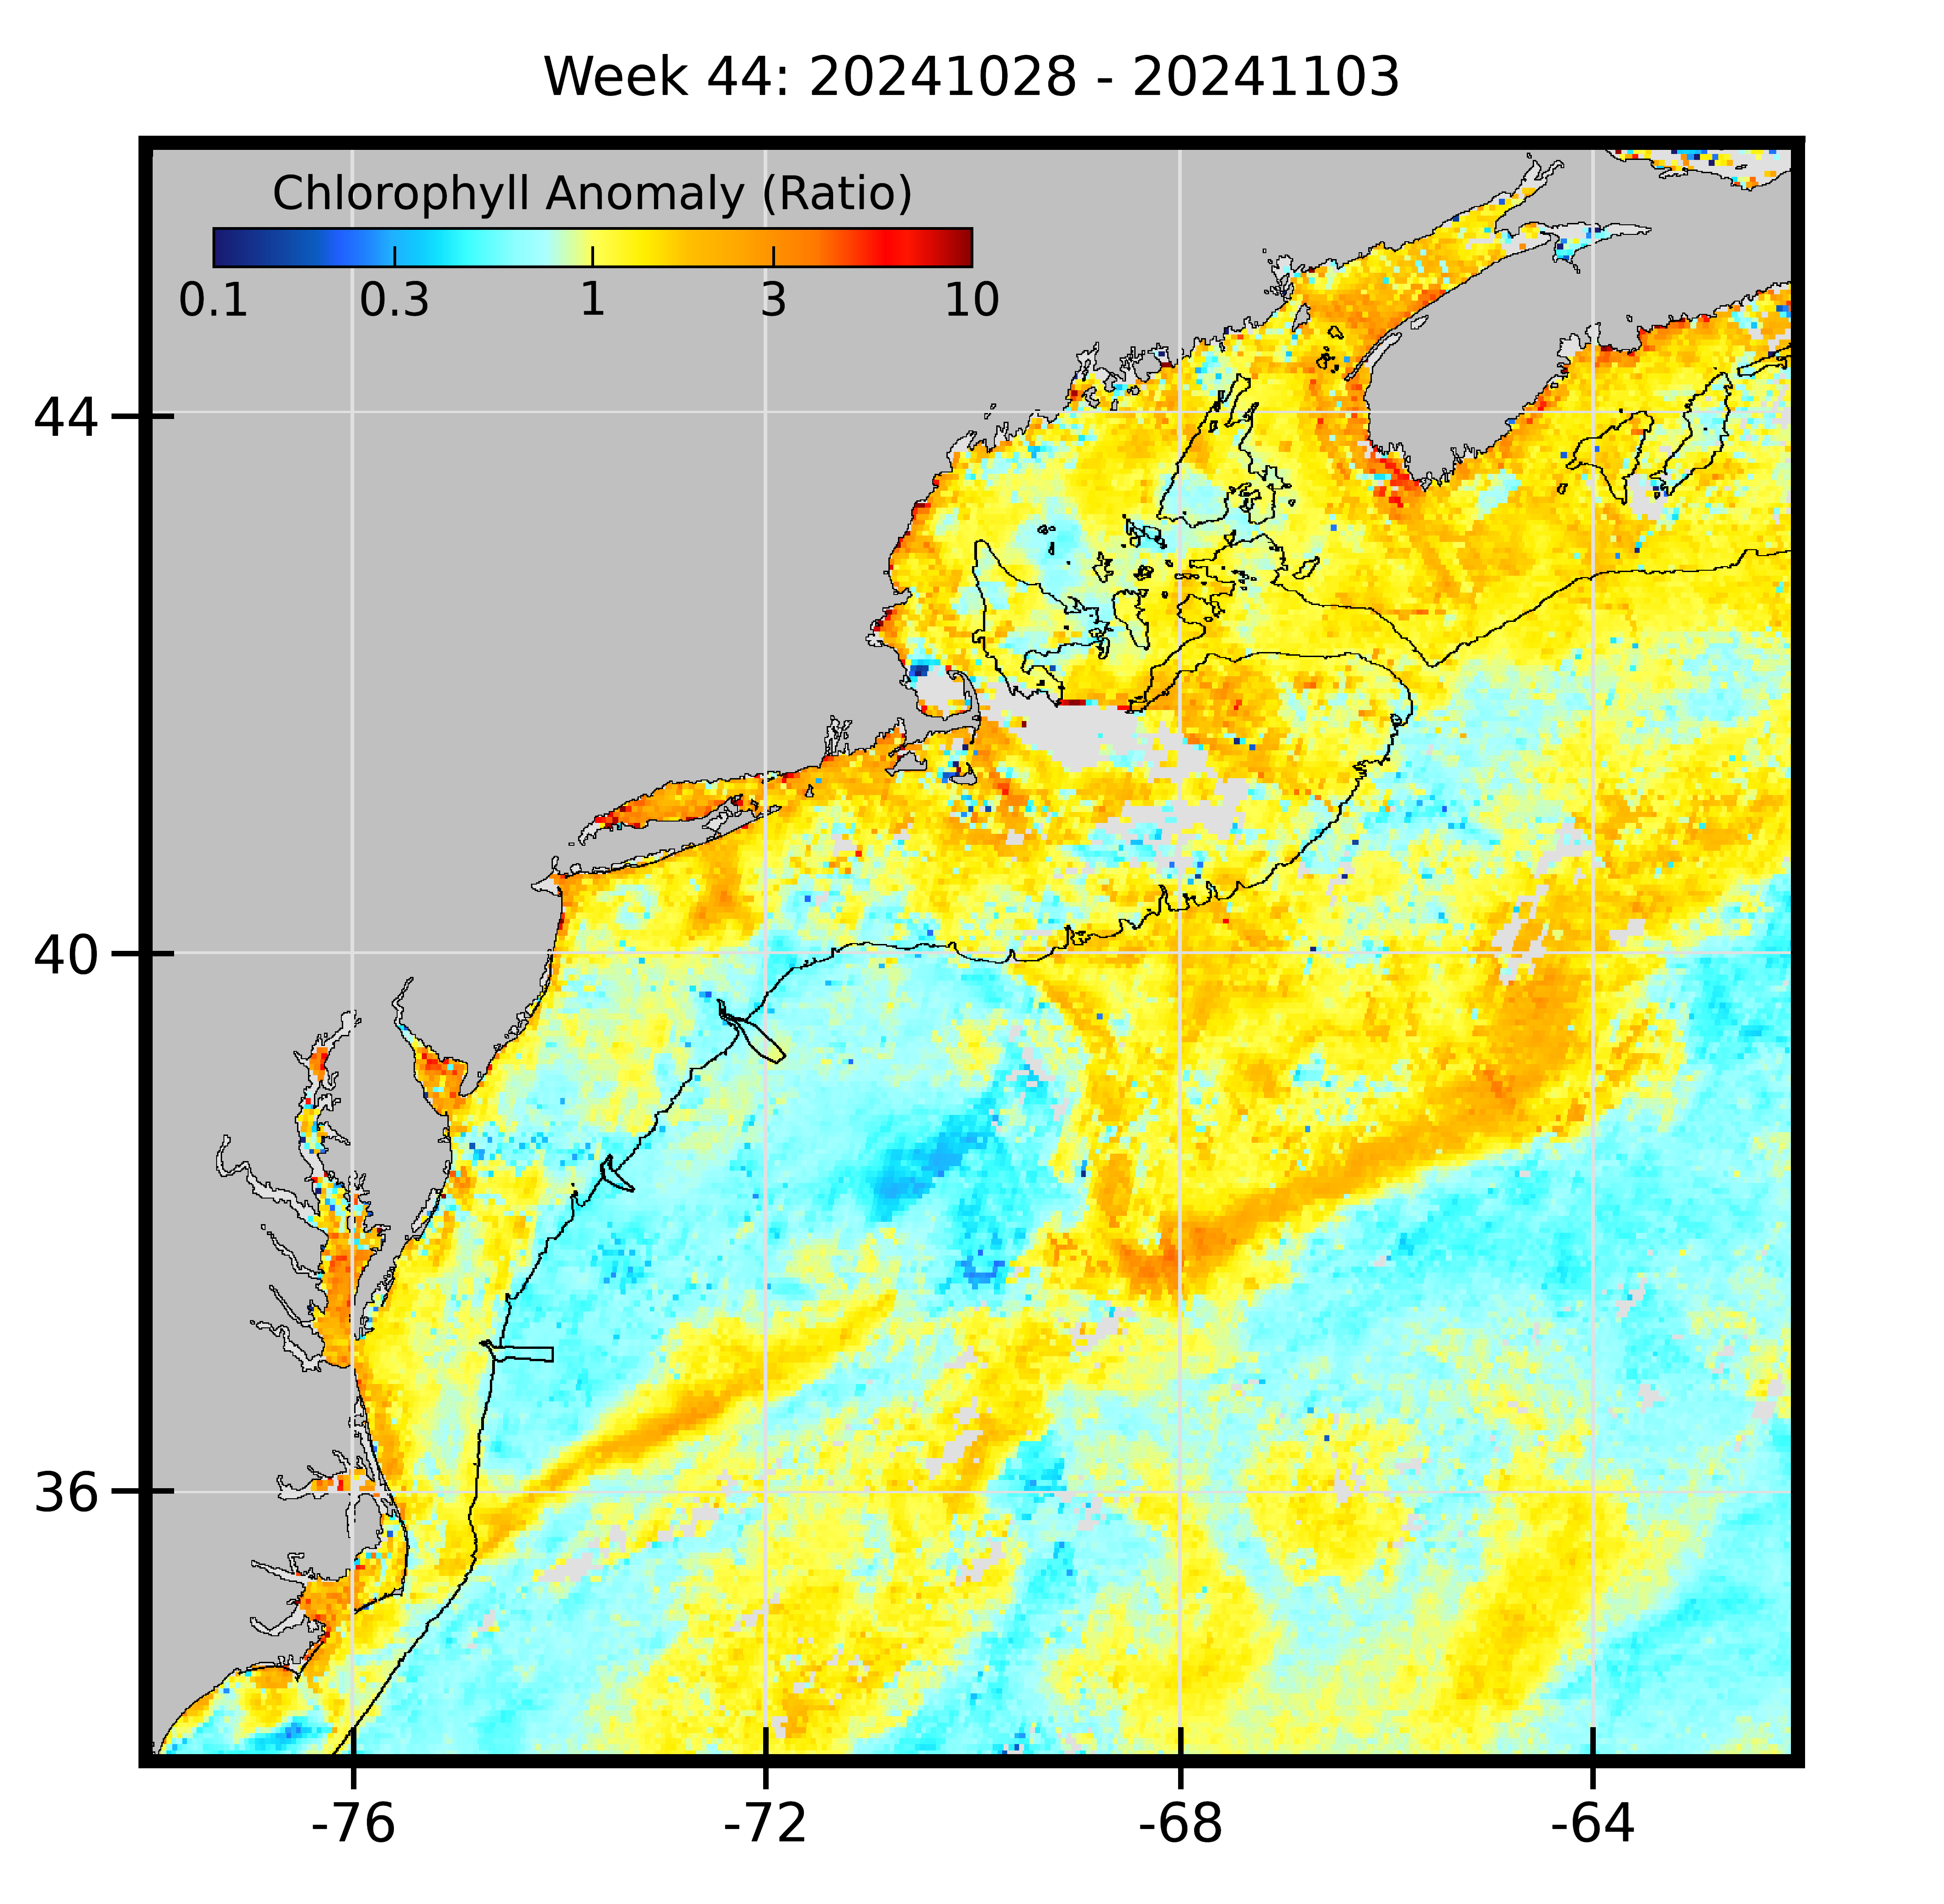 Week 44: 20241028 - 20241103
Chlorophyll Anomaly (Ratio)
0.1 0.3 1 3 10
44
40
36
-76 -72 -68 -64